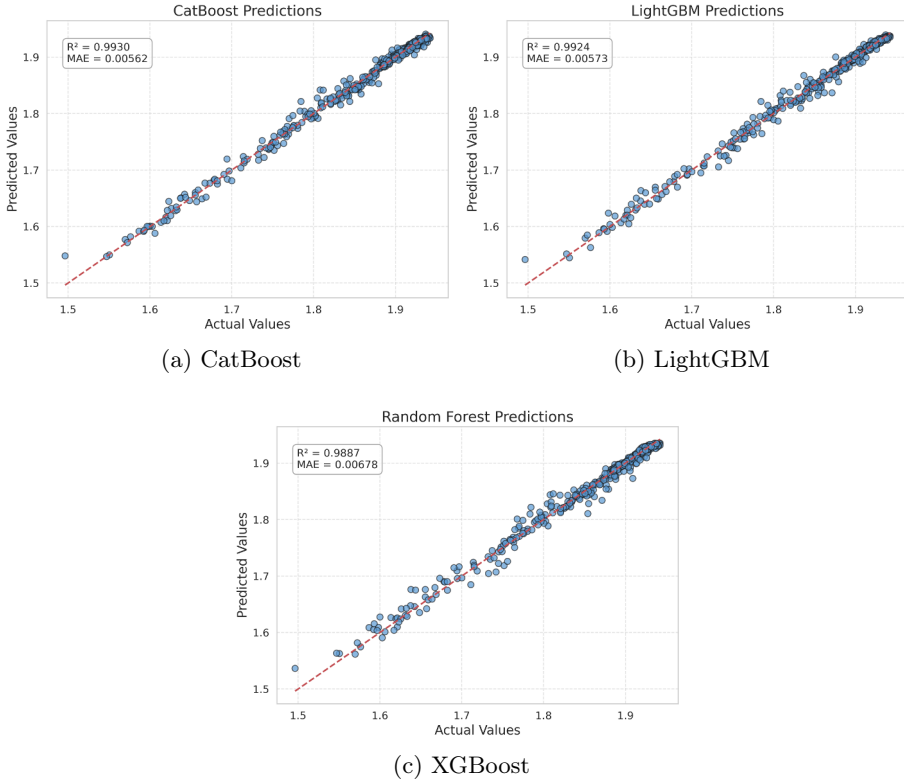 CatBoost Predictions
R² = 0.9930
MAE = 0.00562
Predicted Values
1.9
1.8
1.7
1.6
1.5
1.5 1.6 1.7 1.8 1.9
Actual Values
(a) CatBoost
LightGBM Predictions
R² = 0.9924
MAE = 0.00573
Predicted Values
1.9
1.8
1.7
1.6
1.5
1.5 1.6 1.7 1.8 1.9
Actual Values
(b) LightGBM
Random Forest Predictions
R² = 0.9887
MAE = 0.00678
Predicted Values
1.9
1.8
1.7
1.6
1.5
1.5 1.6 1.7 1.8 1.9
Actual Values
(c) XGBoost